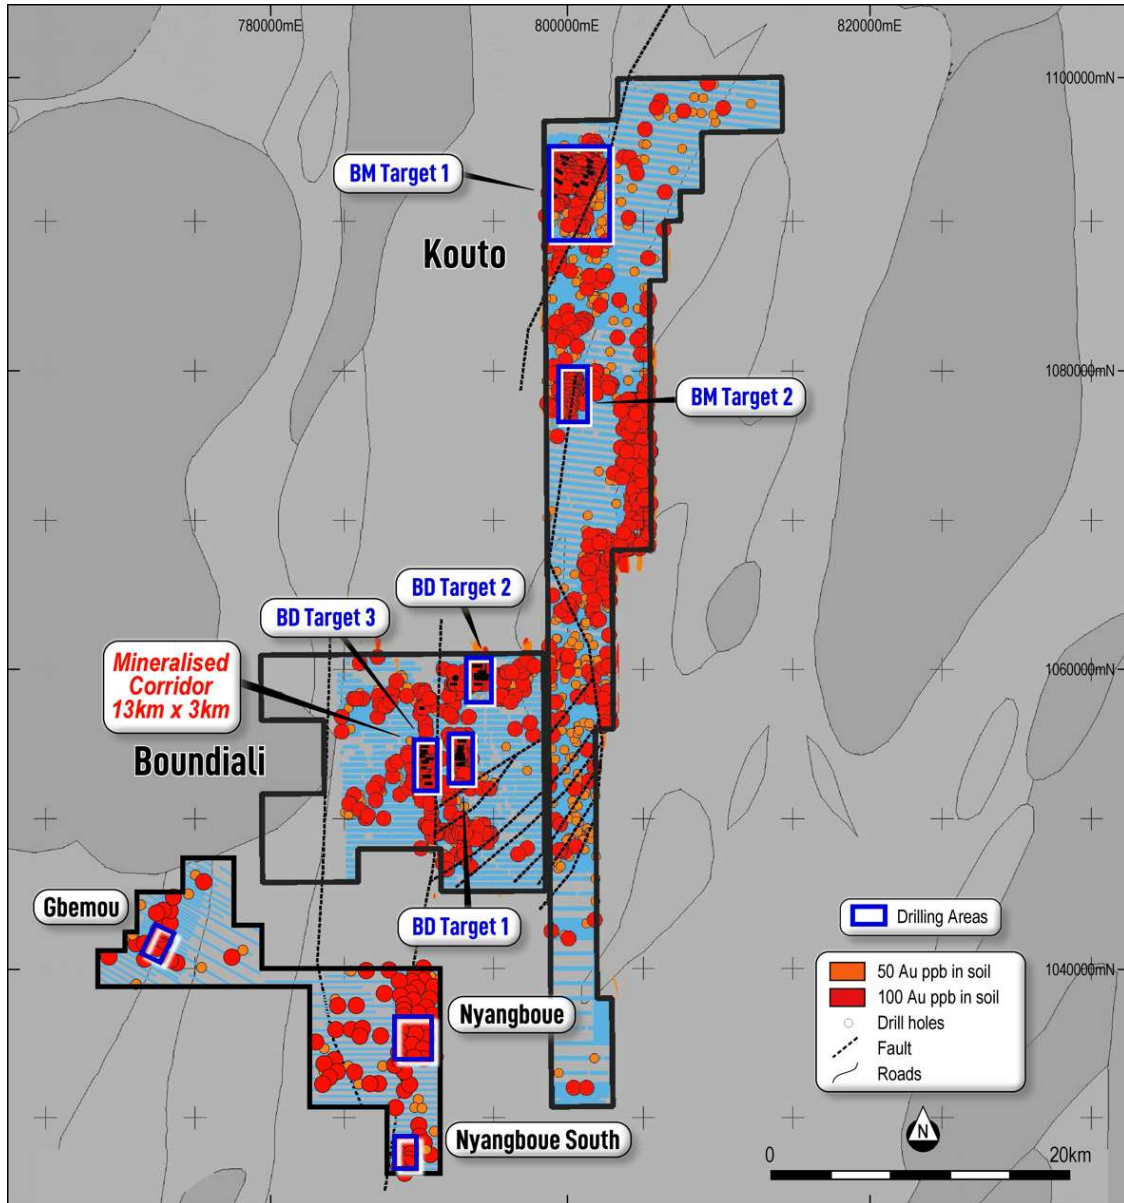 780000mE
800000mE
820000mE
1100000mN
BM Target 1
Kouto
1080000mN
BM Target 2
BD Target 2
BD Target 3
Mineralised
Corridor
13km x 3km
1060000mN
Boundiali
Gbemou
BD Target 1
Drilling Areas
50 Au ppb in soil
100 Au ppb in soil
Drill holes
Fault
Roads
1040000mN
Nyangboue
Nyangboue South
N
0
20km